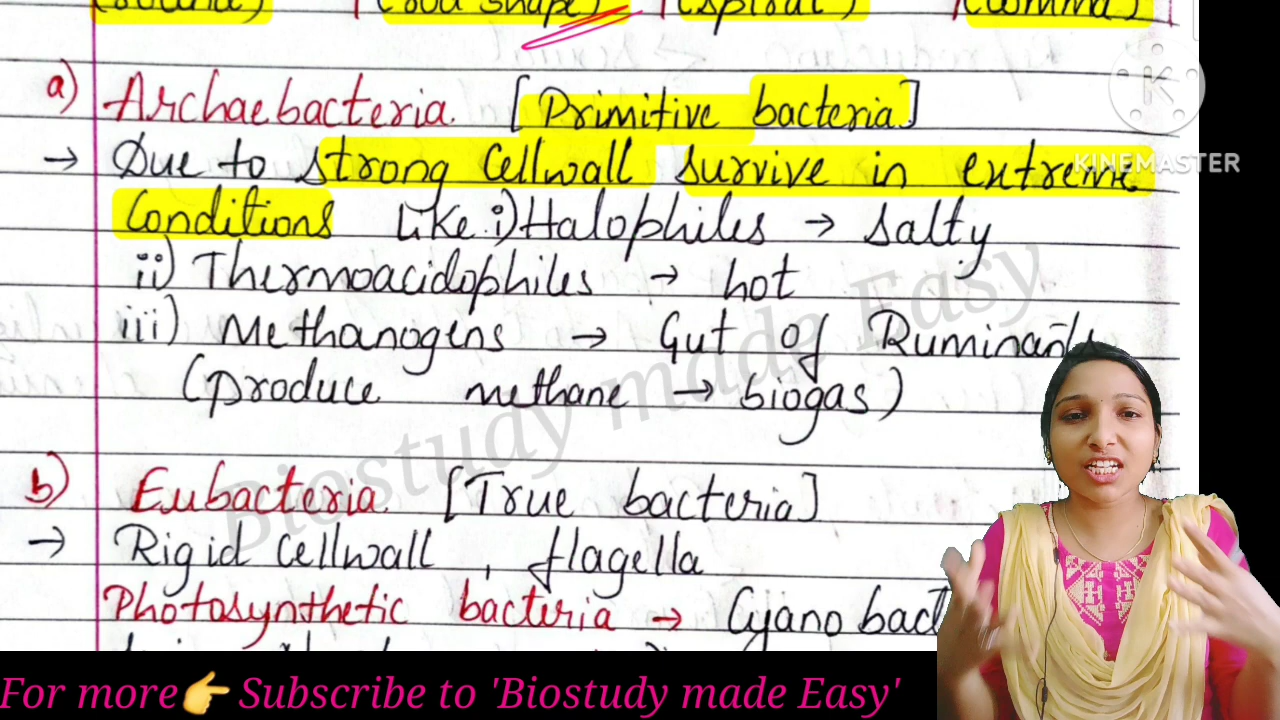 (rod shape)
a) Archaebacteria. [Primitive bacteria]
→ Due to strong Cellwall survive in extreme
Conditions Like i) Halophiles → Salty
ii) Thermoacidophiles → hot
iii) Methanogens → Gut of Ruminants
(produce methane → biogas)
b) Eubacteria. [True bacteria]
→ Rigid Cellwall, flagella
Photosynthetic bacteria → Cyano bact
K
KINEMASTER
Biostudy made Easy
For more👉 Subscribe to 'Biostudy made Easy'